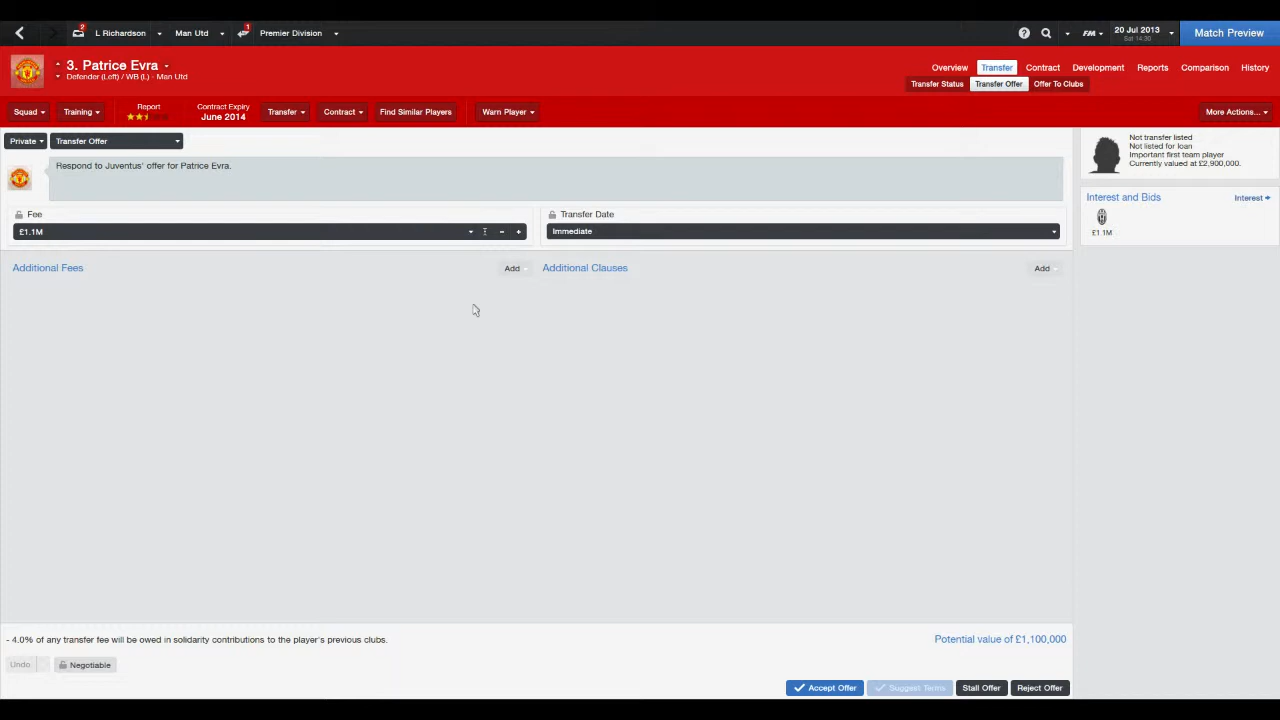 2 L Richardson Man Utd 1 Premier Division FM 20 Jul 2013 Sat 14:30 Match Preview
3. Patrice Evra
Defender (Left) / WB (L) - Man Utd
Overview Transfer Contract Development Reports Comparison History
Transfer Status Transfer Offer Offer To Clubs
Squad Training Report Contract Expiry June 2014 Transfer Contract Find Similar Players Warn Player More Actions...
Private Transfer Offer
Respond to Juventus' offer for Patrice Evra.
Not transfer listed
Not listed for loan
Important first team player
Currently valued at £2,900,000.
Interest and Bids Interest
£1.1M
Fee Transfer Date
£1.1M Immediate
Additional Fees Add Additional Clauses Add
- 4.0% of any transfer fee will be owed in solidarity contributions to the player's previous clubs. Potential value of £1,100,000
Undo Negotiable
Accept Offer Suggest Terms Stall Offer Reject Offer